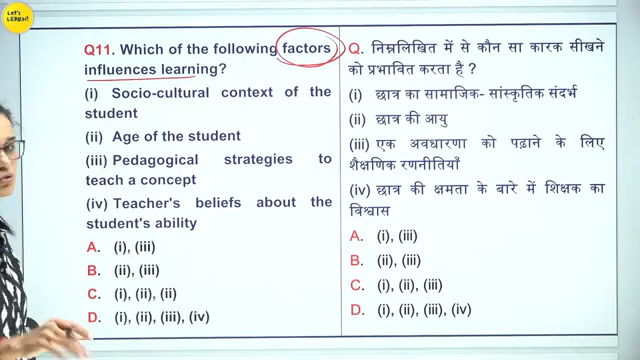 LET'S
LEARN!
Q11. Which of the following factors
influences learning?
(i) Socio-cultural context of the
student
(ii) Age of the student
(iii) Pedagogical strategies to
teach a concept
(iv) Teacher's beliefs about the
student's ability
A. (i), (iii)
B. (ii), (iii)
C. (i), (ii), (ii)
D. (i), (ii), (iii), (iv)
Q. निम्नलिखित में से कौन सा कारक सीखने
को प्रभावित करता है ?
(i) छात्र का सामाजिक- सांस्कृतिक संदर्भ
(ii) छात्र की आयु
(iii) एक अवधारणा को पढ़ाने के लिए
शैक्षणिक रणनीतियाँ
(iv) छात्र की क्षमता के बारे में शिक्षक का
विश्वास
A. (i), (iii)
B. (ii), (iii)
C. (i), (ii), (iii)
D. (i), (ii), (iii), (iv)